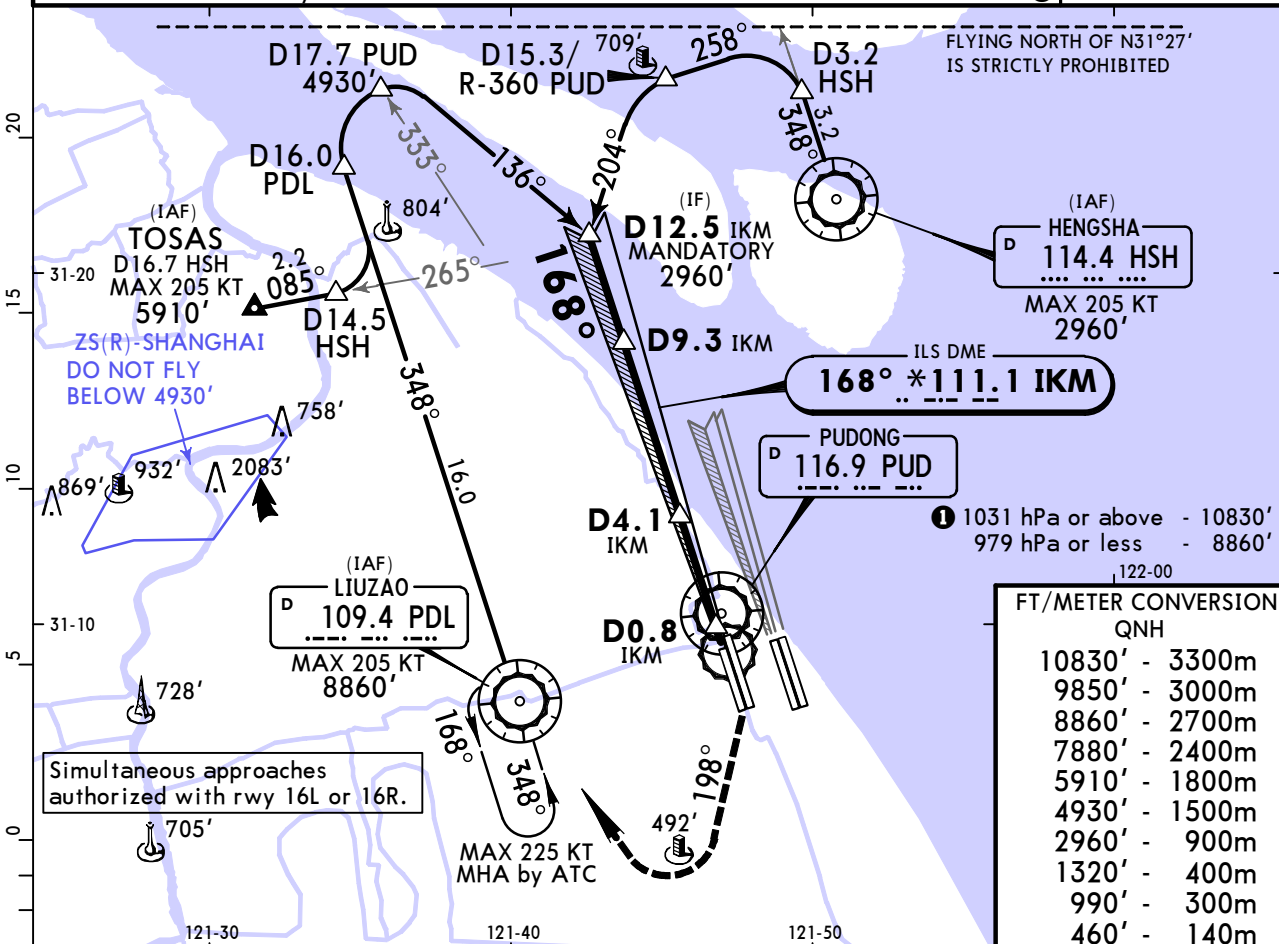 D17.7 PUD
4930'
D15.3/
R-360 PUD
709'
258°
D3.2
HSH
FLYING NORTH OF N31°27'
IS STRICTLY PROHIBITED
3.2
348°
20
333°
136°
204°
D16.0
PDL
804'
(IAF)
TOSAS
D16.7 HSH
MAX 205 KT
5910'
2.2
085°
265°
D14.5
HSH
(IF)
D12.5 IKM
MANDATORY
2960'
(IAF)
HENGSHA
D 114.4 HSH
MAX 205 KT
2960'
31-20
15
168°
D9.3 IKM
ILS DME
168° *111.1 IKM
ZS(R)-SHANGHAI
DO NOT FLY
BELOW 4930'
348°
758'
932'
2083'
869'
10
16.0
PUDONG
D 116.9 PUD
D4.1
IKM
1 1031 hPa or above - 10830'
979 hPa or less - 8860'
122-00
(IAF)
LIUZAO
D 109.4 PDL
MAX 205 KT
8860'
31-10
D0.8
IKM
5
728'
168°
348°
198°
Simultaneous approaches
authorized with rwy 16L or 16R.
705'
0
492'
MAX 225 KT
MHA by ATC
121-30
121-40
121-50
FT/METER CONVERSION
QNH
10830' - 3300m
9850' - 3000m
8860' - 2700m
7880' - 2400m
5910' - 1800m
4930' - 1500m
2960' - 900m
1320' - 400m
990' - 300m
460' - 140m